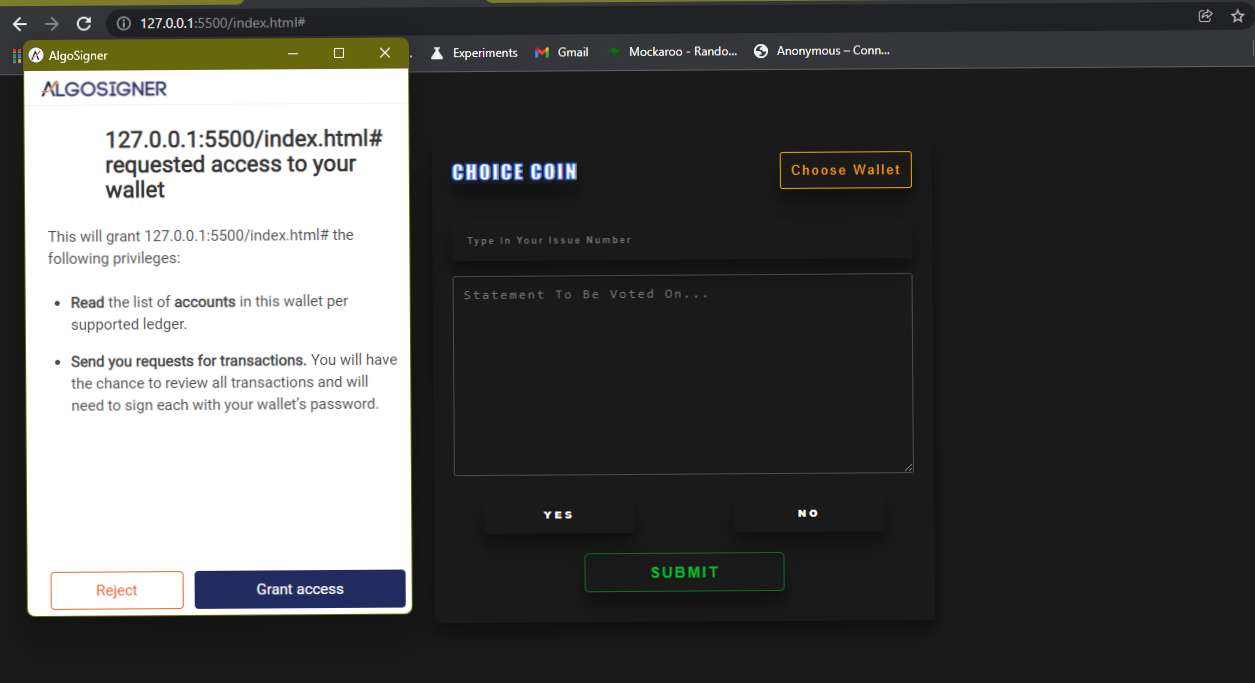 127.0.0.1:5500/index.html#
AlgoSigner
Experiments
Gmail
Mockaroo - Rando...
Anonymous – Conn...
ALGOSIGNER
127.0.0.1:5500/index.html#
requested access to your
wallet
This will grant 127.0.0.1:5500/index.html# the
following privileges:
Read the list of accounts in this wallet per
supported ledger.
Send you requests for transactions. You will have
the chance to review all transactions and will
need to sign each with your wallet's password.
Reject
Grant access
CHOICE COIN
Choose Wallet
Type In Your Issue Number
Statement To Be Voted On...
YES
NO
SUBMIT